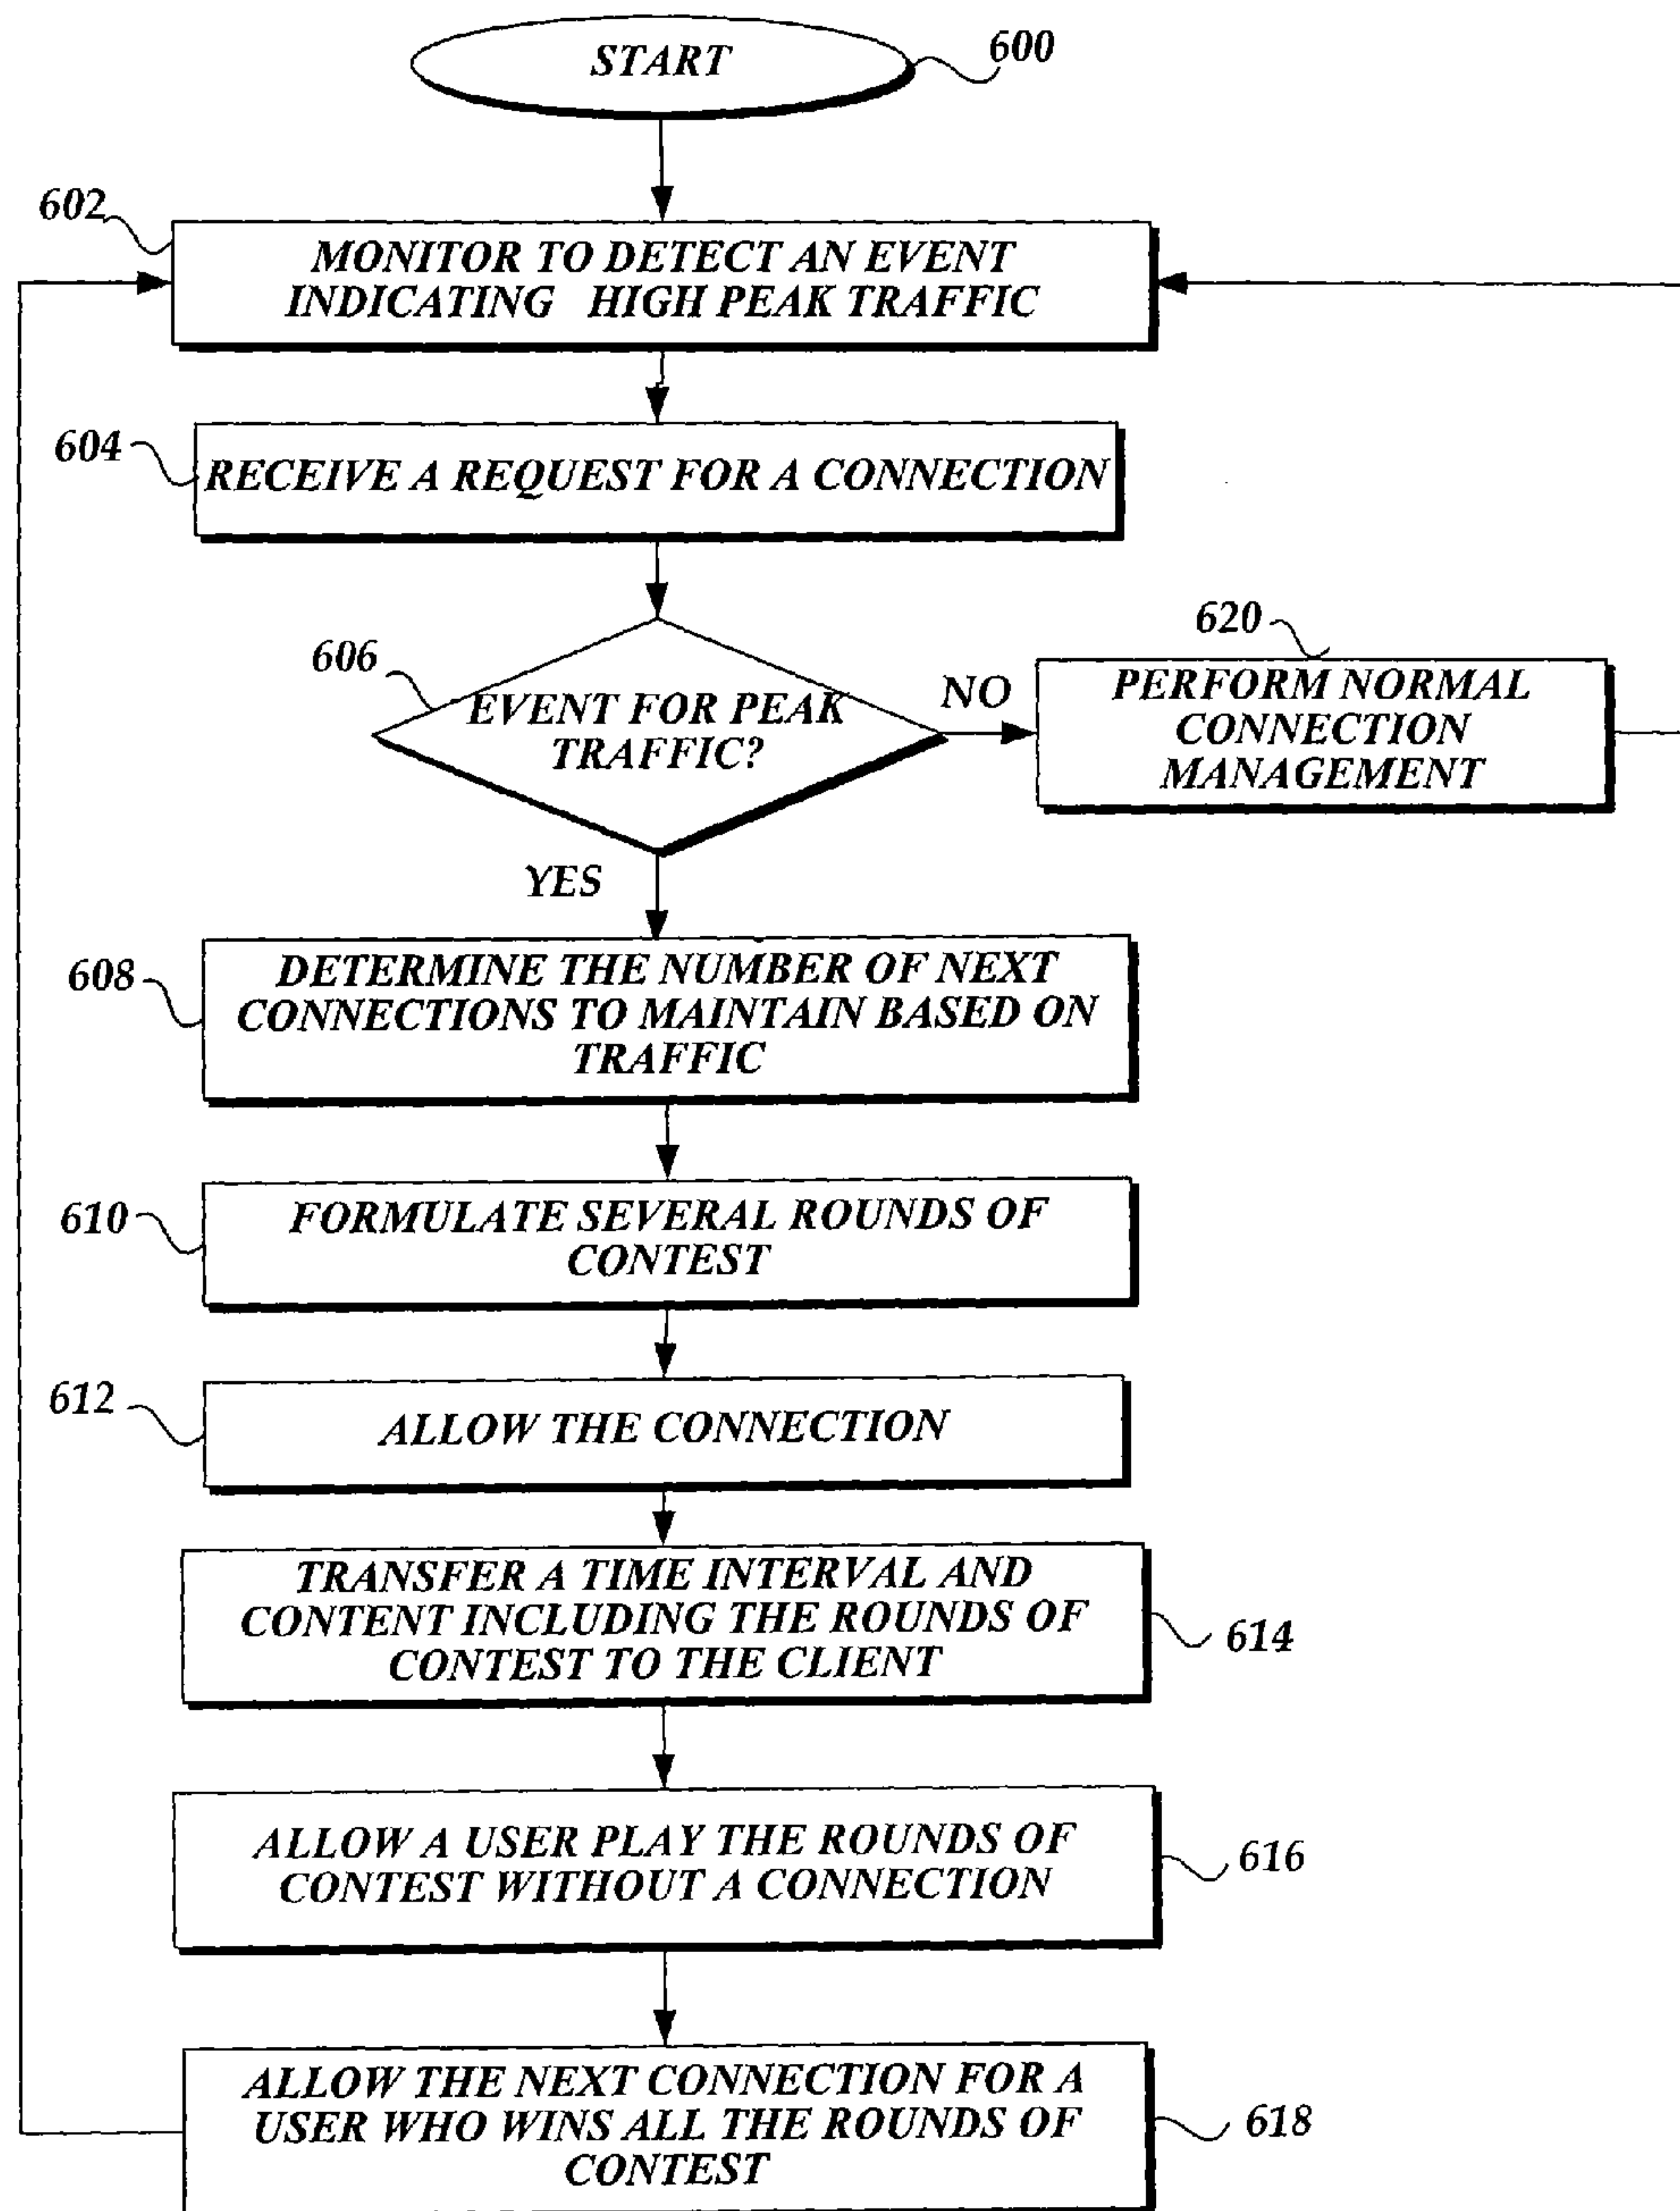 START
600
602
MONITOR TO DETECT AN EVENT
INDICATING HIGH PEAK TRAFFIC
604
RECEIVE A REQUEST FOR A CONNECTION
606
EVENT FOR PEAK
TRAFFIC?
NO
620
PERFORM NORMAL
CONNECTION
MANAGEMENT
YES
608
DETERMINE THE NUMBER OF NEXT
CONNECTIONS TO MAINTAIN BASED ON
TRAFFIC
610
FORMULATE SEVERAL ROUNDS OF
CONTEST
612
ALLOW THE CONNECTION
TRANSFER A TIME INTERVAL AND
CONTENT INCLUDING THE ROUNDS OF
CONTEST TO THE CLIENT
614
ALLOW A USER PLAY THE ROUNDS OF
CONTEST WITHOUT A CONNECTION
616
ALLOW THE NEXT CONNECTION FOR A
USER WHO WINS ALL THE ROUNDS OF
CONTEST
618